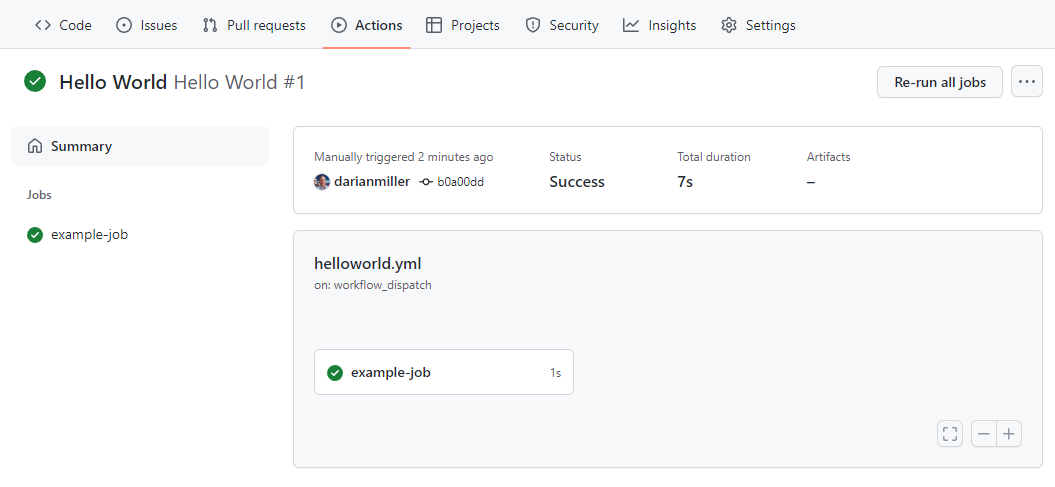 Code Issues Pull requests Actions Projects Security Insights Settings
Hello World Hello World #1
Re-run all jobs
Summary
Jobs
example-job
Manually triggered 2 minutes ago
darianmiller b0a00dd
Status
Success
Total duration
7s
Artifacts
–
helloworld.yml
on: workflow_dispatch
example-job 1s